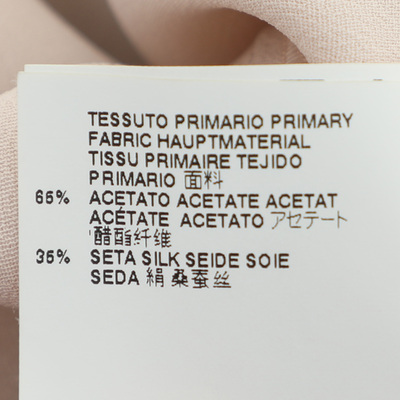 TESSUTO PRIMARIO PRIMARY
FABRIC HAUPTMATERIAL
TISSU PRIMAIRE TEJIDO
PRIMARIO 面料
65% ACETATO ACETATE ACETAT
ACÉTATE ACETATO アセテート
醋酯纤维
35% SETA SILK SEIDE SOIE
SEDA 絹 桑蚕丝